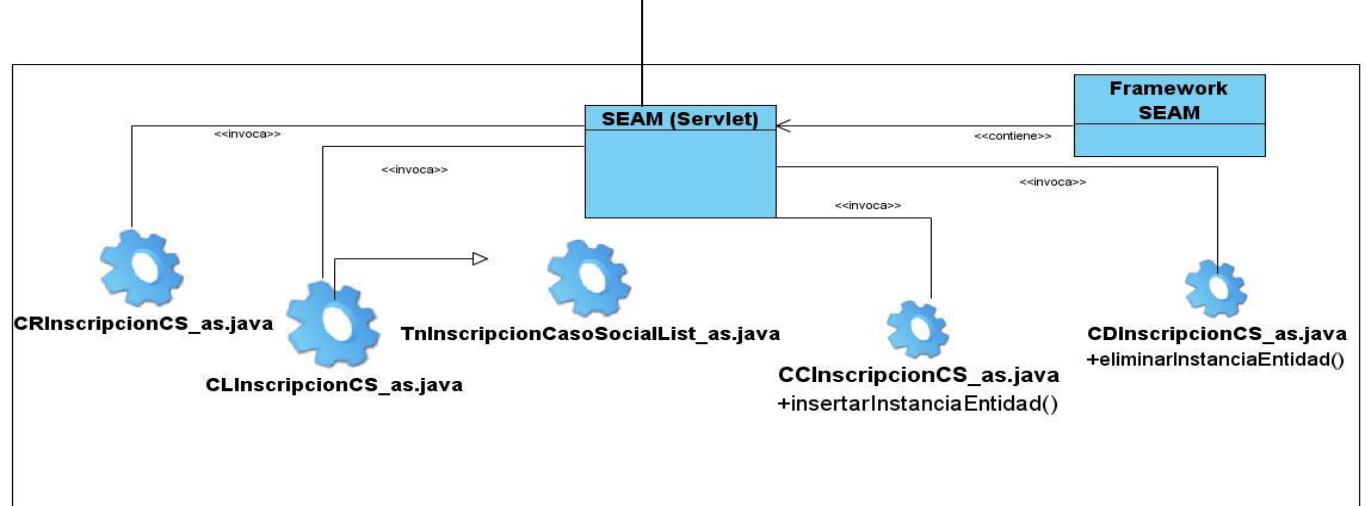 Framework
SEAM
SEAM (Servlet)
<<invoca>>
<<contiene>>
<<invoca>>
<<invoca>>
<<invoca>>
CRInscripcionCS_as.java
TnInscripcionCasoSocialList_as.java
CDInscripcionCS_as.java
+eliminarInstanciaEntidad()
CLInscripcionCS_as.java
CCInscripcionCS_as.java
+insertarInstanciaEntidad()